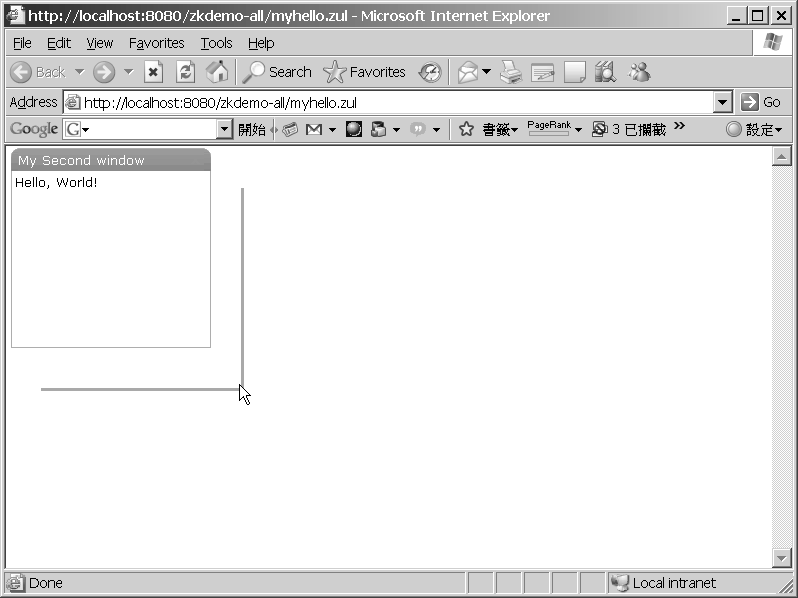 http://localhost:8080/zkdemo-all/myhello.zul - Microsoft Internet Explorer
File Edit View Favorites Tools Help
Back Search Favorites
Address http://localhost:8080/zkdemo-all/myhello.zul Go
Google G 開始 書籤 PageRank 3 已攔截 » 設定
My Second window
Hello, World!
Done Local intranet